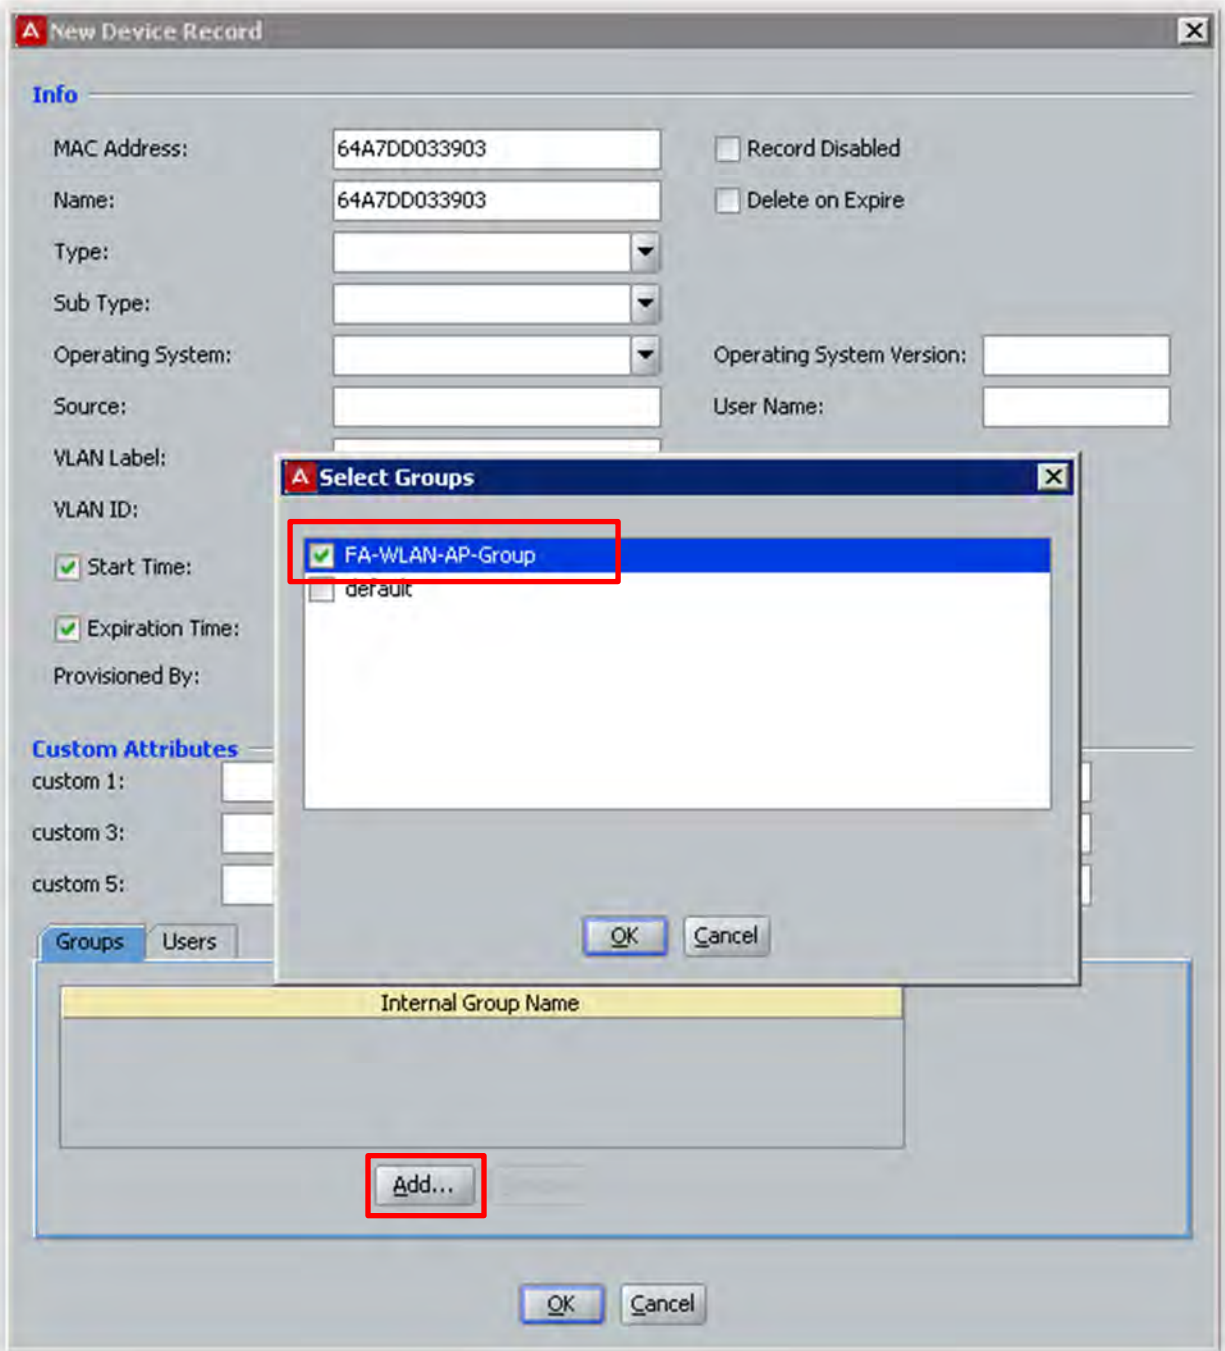 A New Device Record
Info
MAC Address: 64A7DD033903 Record Disabled
Name: 64A7DD033903 Delete on Expire
Type:
Sub Type:
Operating System: Operating System Version:
Source: User Name:
VLAN Label:
VLAN ID:
Start Time:
Expiration Time:
Provisioned By:
A Select Groups
FA-WLAN-AP-Group
default
OK Cancel
Custom Attributes
custom 1:
custom 3:
custom 5:
Groups Users
Internal Group Name
Add...
OK Cancel